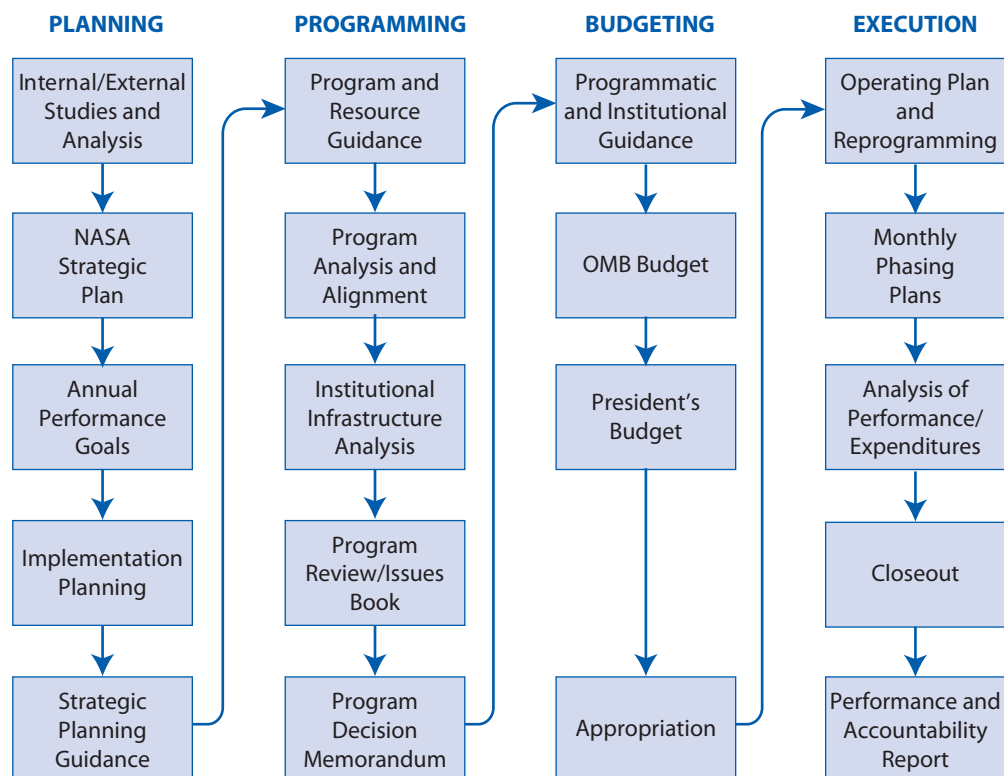 PLANNING
Internal/External
Studies and
Analysis
NASA
Strategic
Plan
Annual
Performance
Goals
Implementation
Planning
Strategic
Planning
Guidance
PROGRAMMING
Program and
Resource
Guidance
Program
Analysis and
Alignment
Institutional
Infrastructure
Analysis
Program
Review/Issues
Book
Program
Decision
Memorandum
BUDGETING
Programmatic
and Institutional
Guidance
OMB Budget
President’s
Budget
Appropriation
EXECUTION
Operating Plan
and
Reprogramming
Monthly
Phasing
Plans
Analysis of
Performance/
Expenditures
Closeout
Performance and
Accountability
Report